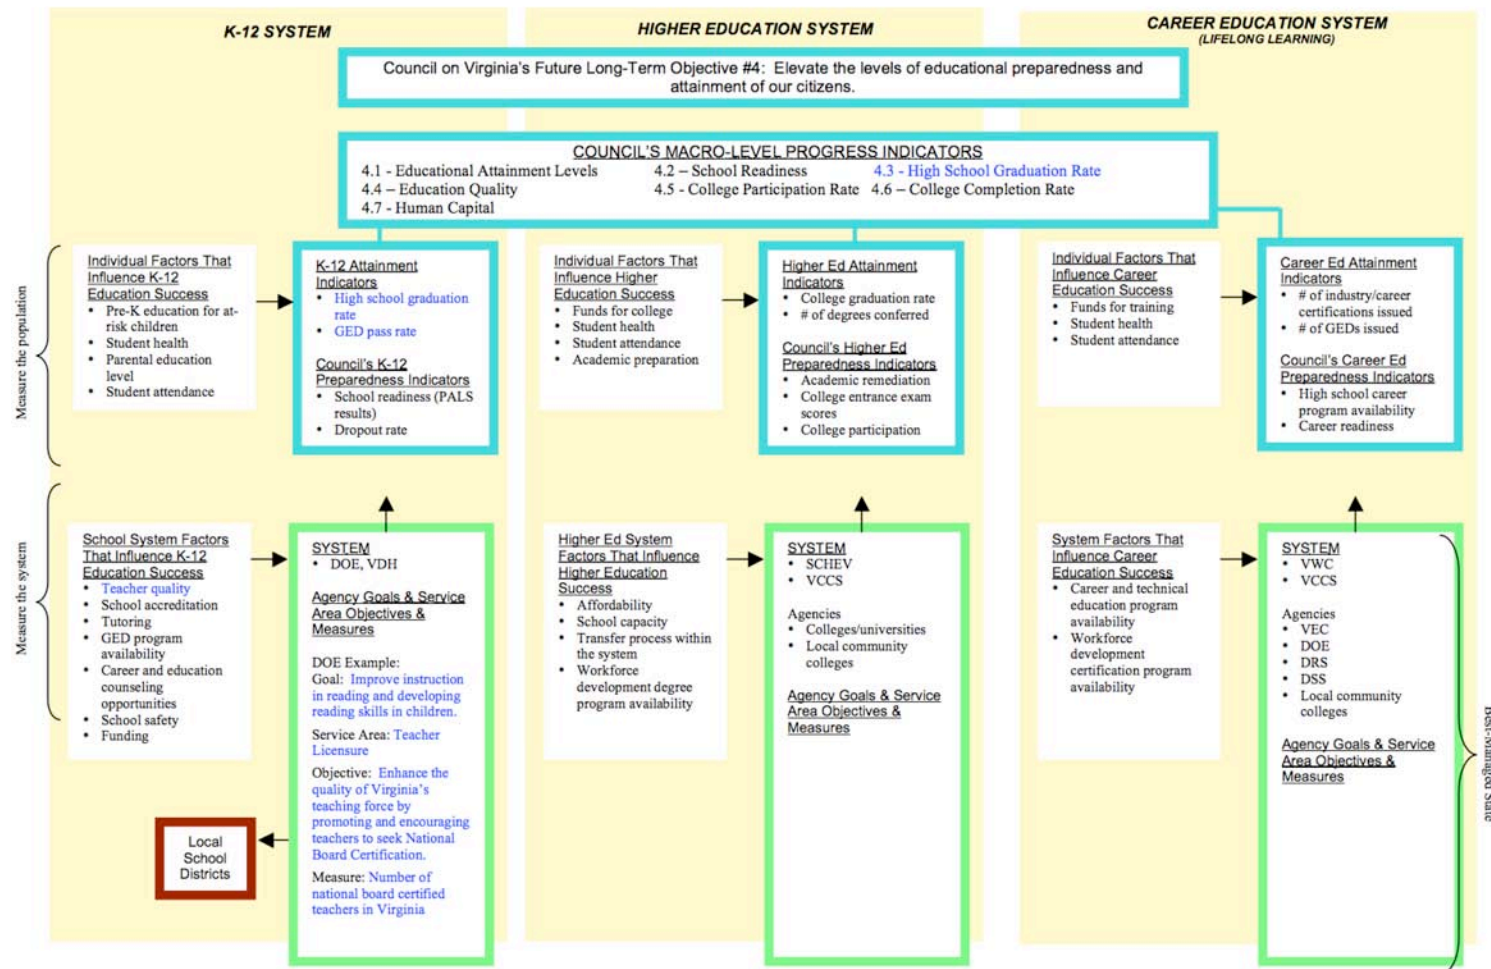 K-12 SYSTEM
HIGHER EDUCATION SYSTEM
CAREER EDUCATION SYSTEM
(LIFELONG LEARNING)
Council on Virginia's Future Long-Term Objective #4: Elevate the levels of educational preparedness and
attainment of our citizens.
COUNCIL'S MACRO-LEVEL PROGRESS INDICATORS
4.1 - Educational Attainment Levels 4.2 – School Readiness 4.3 - High School Graduation Rate
4.4 – Education Quality 4.5 - College Participation Rate 4.6 – College Completion Rate
4.7 - Human Capital
Measure the population
Individual Factors That
Influence K-12
Education Success
• Pre-K education for at-
risk children
• Student health
• Parental education
level
• Student attendance
K-12 Attainment
Indicators
• High school graduation
rate
• GED pass rate
Council's K-12
Preparedness Indicators
• School readiness (PALS
results)
• Dropout rate
Individual Factors That
Influence Higher
Education Success
• Funds for college
• Student health
• Student attendance
• Academic preparation
Higher Ed Attainment
Indicators
• College graduation rate
• # of degrees conferred
Council's Higher Ed
Preparedness Indicators
• Academic remediation
• College entrance exam
scores
• College participation
Individual Factors That
Influence Career
Education Success
• Funds for training
• Student health
• Student attendance
Career Ed Attainment
Indicators
• # of industry/career
certifications issued
• # of GEDs issued
Council's Career Ed
Preparedness Indicators
• High school career
program availability
• Career readiness
Measure the system
School System Factors
That Influence K-12
Education Success
• Teacher quality
• School accreditation
• Tutoring
• GED program
availability
• Career and education
counseling
opportunities
• School safety
• Funding
SYSTEM
• DOE, VDH
Agency Goals & Service
Area Objectives &
Measures
DOE Example:
Goal: Improve instruction
in reading and developing
reading skills in children.
Service Area: Teacher
Licensure
Objective: Enhance the
quality of Virginia's
teaching force by
promoting and encouraging
teachers to seek National
Board Certification.
Measure: Number of
national board certified
teachers in Virginia
Local
School
Districts
Higher Ed System
Factors That Influence
Higher Education
Success
• Affordability
• School capacity
• Transfer process within
the system
• Workforce
development degree
program availability
SYSTEM
• SCHEV
• VCCS
Agencies
• Colleges/universities
• Local community
colleges
Agency Goals & Service
Area Objectives &
Measures
System Factors That
Influence Career
Education Success
• Career and technical
education program
availability
• Workforce
development
certification program
availability
SYSTEM
• VWC
• VCCS
Agencies
• VEC
• DOE
• DRS
• DSS
• Local community
colleges
Agency Goals & Service
Area Objectives &
Measures
Best-Managed State